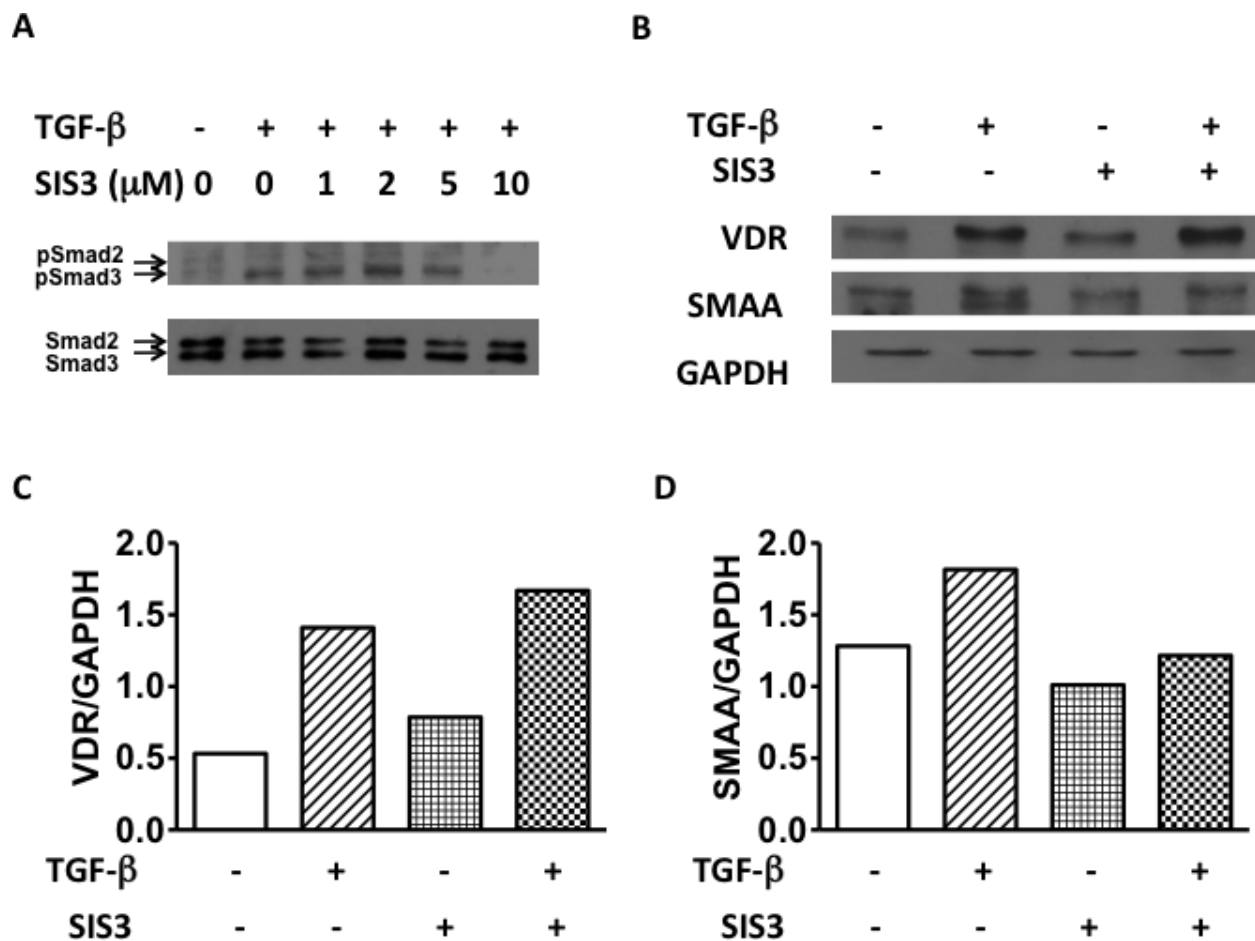 A
TGF-β - + + + + +
SIS3 (μM) 0 0 1 2 5 10
pSmad2
pSmad3
Smad2
Smad3
B
TGF-β - + - +
SIS3 - - + +
VDR
SMAA
GAPDH
C
VDR/GAPDH
2.0
1.5
1.0
0.5
0.0
TGF-β - + - +
SIS3 - - + +
D
SMAA/GAPDH
2.0
1.5
1.0
0.5
0.0
TGF-β - + - +
SIS3 - - + +